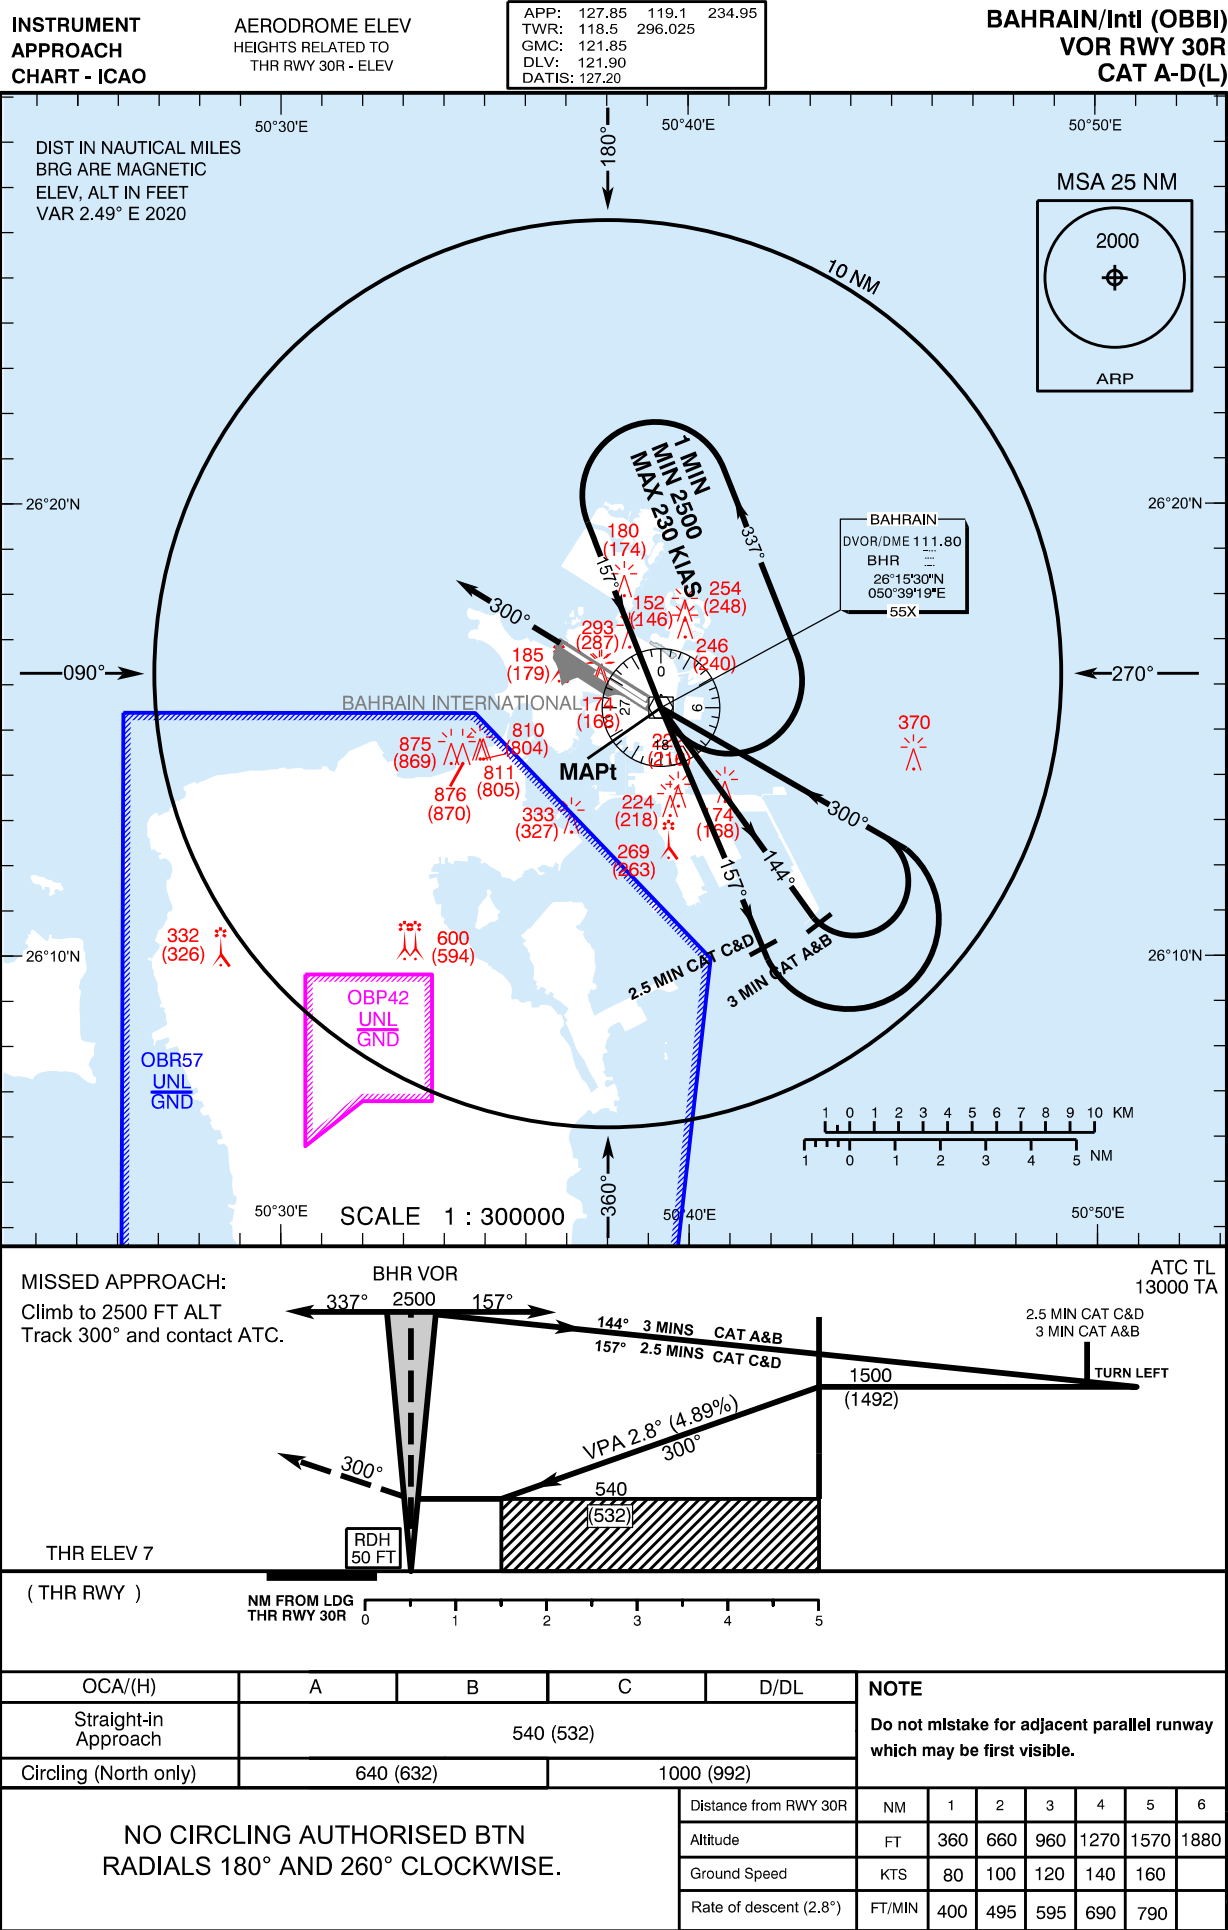 INSTRUMENT
APPROACH
CHART - ICAO
AERODROME ELEV
HEIGHTS RELATED TO
THR RWY 30R - ELEV
APP: 127.85 119.1 234.95
TWR: 118.5 296.025
GMC: 121.85
DLV: 121.90
DATIS: 127.20
BAHRAIN/Intl (OBBI)
VOR RWY 30R
CAT A-D(L)
50°30'E
50°40'E
50°50'E
DIST IN NAUTICAL MILES
BRG ARE MAGNETIC
ELEV, ALT IN FEET
VAR 2.49° E 2020
180°
MSA 25 NM
2000
ARP
10 NM
1 MIN
MIN 2500
MAX 230 KIAS
26°20'N
26°20'N
337°
157°
BAHRAIN
DVOR/DME 111.80
BHR
26°15'30"N
050°39'19"E
55X
180
(174)
152
(146)
254
(248)
246
(240)
293
(287)
185
(179)
300°
090°
270°
0
9
18
27
BAHRAIN INTERNATIONAL
174
(168)
MAPt
370
875
(869)
810
(804)
811
(805)
876
(870)
333
(327)
224
(218)
(168)
269
(263)
300°
144°
157°
2.5 MIN CAT C&D
3 MIN CAT A&B
332
(326)
600
(594)
26°10'N
26°10'N
OBP42
UNL
GND
OBR57
UNL
GND
1 0 1 2 3 4 5 6 7 8 9 10 KM
1 0 1 2 3 4 5 NM
360°
50°30'E
SCALE 1 : 300000
50°40'E
50°50'E
MISSED APPROACH:
Climb to 2500 FT ALT
Track 300° and contact ATC.
BHR VOR
337° 2500 157°
144° 3 MINS CAT A&B
157° 2.5 MINS CAT C&D
ATC TL
13000 TA
2.5 MIN CAT C&D
3 MIN CAT A&B
TURN LEFT
1500
(1492)
VPA 2.8° (4.89%)
300°
300°
540
(532)
RDH
50 FT
THR ELEV 7
( THR RWY )
NM FROM LDG
THR RWY 30R
0 1 2 3 4 5
OCA/(H) A B C D/DL
Straight-in
Approach
540 (532)
Circling (North only) 640 (632) 1000 (992)
NOTE
Do not mistake for adjacent parallel runway
which may be first visible.
NO CIRCLING AUTHORISED BTN
RADIALS 180° AND 260° CLOCKWISE.
Distance from RWY 30R NM 1 2 3 4 5 6
Altitude FT 360 660 960 1270 1570 1880
Ground Speed KTS 80 100 120 140 160
Rate of descent (2.8°) FT/MIN 400 495 595 690 790